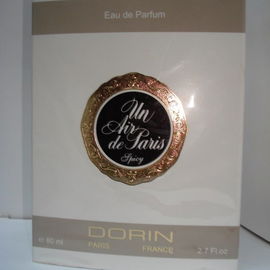 Eau de Parfum
Un
Air
de Paris
Spicy
DORIN
PARIS FRANCE
e 80 ml 2.7 Fl oz